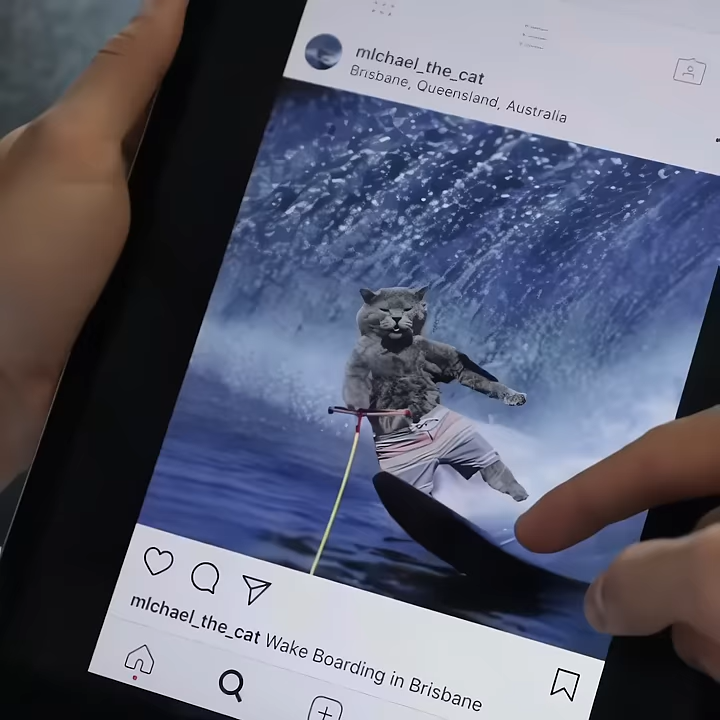 mlchael_the_cat
Brisbane, Queensland, Australia
mlchael_the_cat Wake Boarding in Brisbane